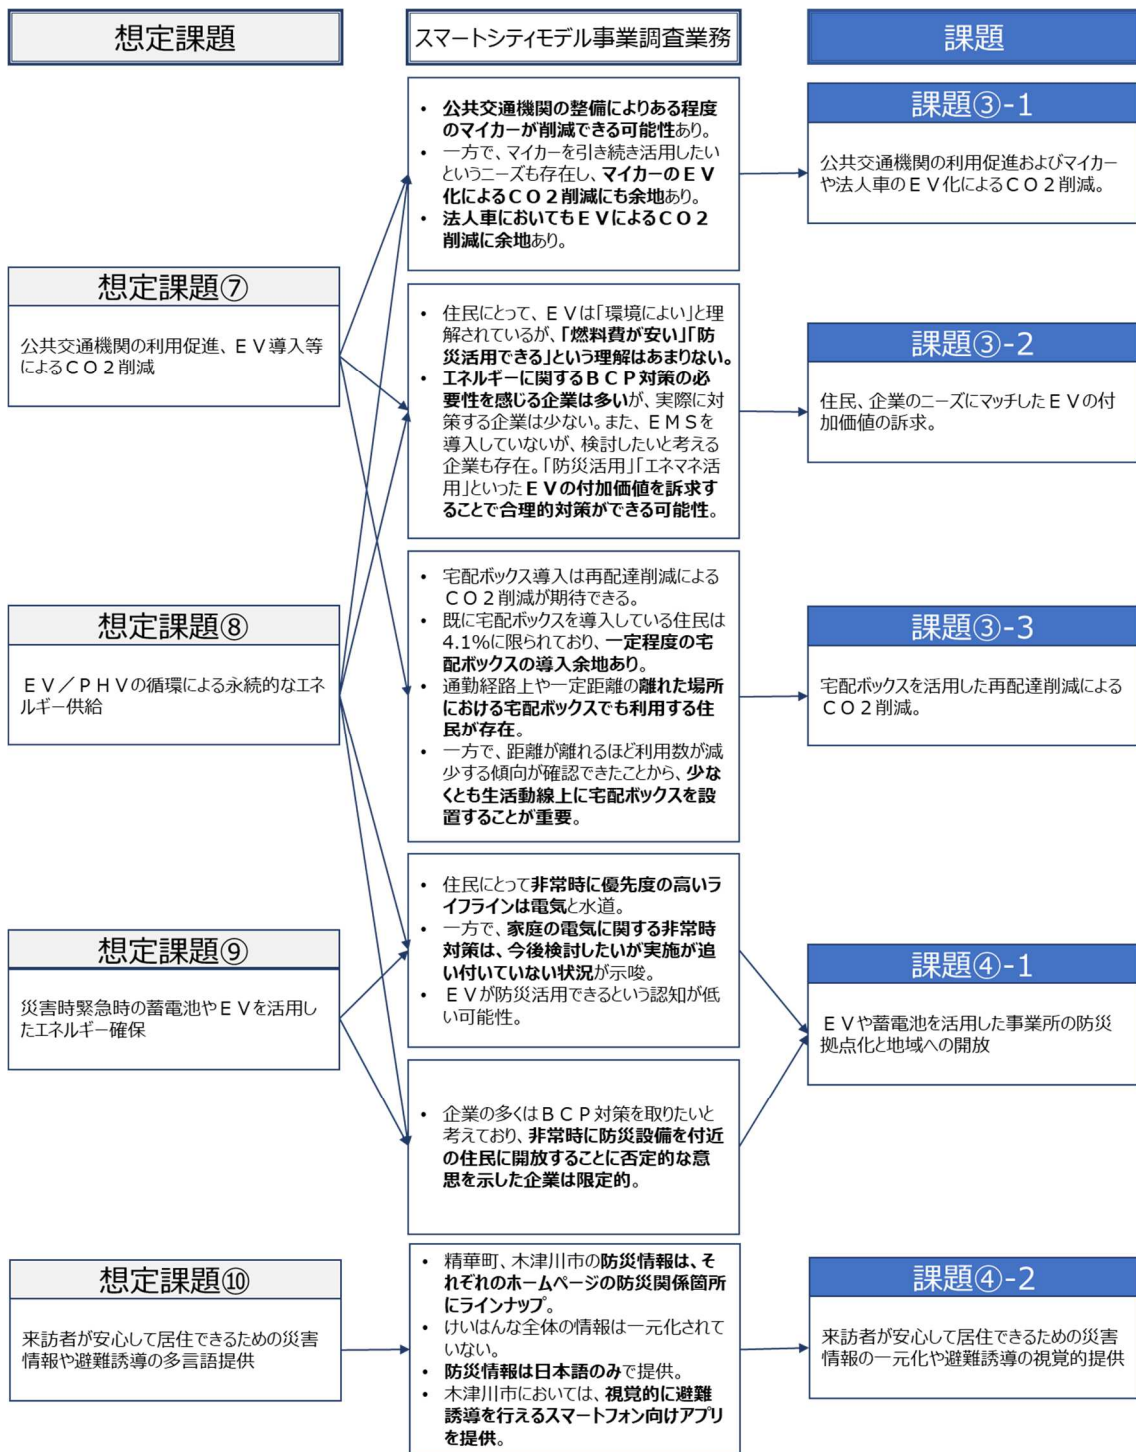 想定課題
スマートシティモデル事業調査業務
課題
想定課題⑦
公共交通機関の利用促進、ＥＶ導入等
によるＣＯ２削減
想定課題⑧
ＥＶ／ＰＨＶの循環による永続的なエネ
ルギー供給
想定課題⑨
災害時緊急時の蓄電池やＥＶを活用し
たエネルギー確保
想定課題⑩
来訪者が安心して居住できるための災害
情報や避難誘導の多言語提供
• 公共交通機関の整備によりある程度
のマイカーが削減できる可能性あり。
• 一方で、マイカーを引き続き活用したい
というニーズも存在し、マイカーのＥＶ
化によるＣＯ２削減にも余地あり。
• 法人車においてもＥＶによるＣＯ２
削減に余地あり。
• 住民にとって、ＥＶは「環境によい」と理
解されているが、「燃料費が安い」「防
災活用できる」という理解はあまりない。
• エネルギーに関するＢＣＰ対策の必
要性を感じる企業は多いが、実際に対
策する企業は少ない。また、ＥＭＳを
導入していないが、検討したいと考える
企業も存在。「防災活用」「エネマネ活
用」といったＥＶの付加価値を訴求す
ることで合理的対策ができる可能性。
• 宅配ボックス導入は再配達削減による
ＣＯ２削減が期待できる。
• 既に宅配ボックスを導入している住民は
4.1%に限られており、一定程度の宅
配ボックスの導入余地あり。
• 通勤経路上や一定距離の離れた場所
における宅配ボックスでも利用する住
民が存在。
• 一方で、距離が離れるほど利用数が減
少する傾向が確認できたことから、少な
くとも生活動線上に宅配ボックスを設
置することが重要。
• 住民にとって非常時に優先度の高いラ
イフラインは電気と水道。
• 一方で、家庭の電気に関する非常時
対策は、今後検討したいが実施が追
い付いていない状況が示唆。
• ＥＶが防災活用できるという認知が低
い可能性。
• 企業の多くはＢＣＰ対策を取りたいと
考えており、非常時に防災設備を付近
の住民に開放することに否定的な意
思を示した企業は限定的。
• 精華町、木津川市の防災情報は、そ
れぞれのホームページの防災関係箇所
にラインナップ。
• けいはんな全体の情報は一元化されて
いない。
• 防災情報は日本語のみで提供。
• 木津川市においては、視覚的に避難
誘導を行えるスマートフォン向けアプリ
を提供。
課題③-1
公共交通機関の利用促進およびマイカー
や法人車のＥＶ化によるＣＯ２削減。
課題③-2
住民、企業のニーズにマッチしたＥＶの付
加価値の訴求。
課題③-3
宅配ボックスを活用した再配達削減による
ＣＯ２削減。
課題④-1
ＥＶや蓄電池を活用した事業所の防災
拠点化と地域への開放
課題④-2
来訪者が安心して居住できるための災害
情報の一元化や避難誘導の視覚的提供